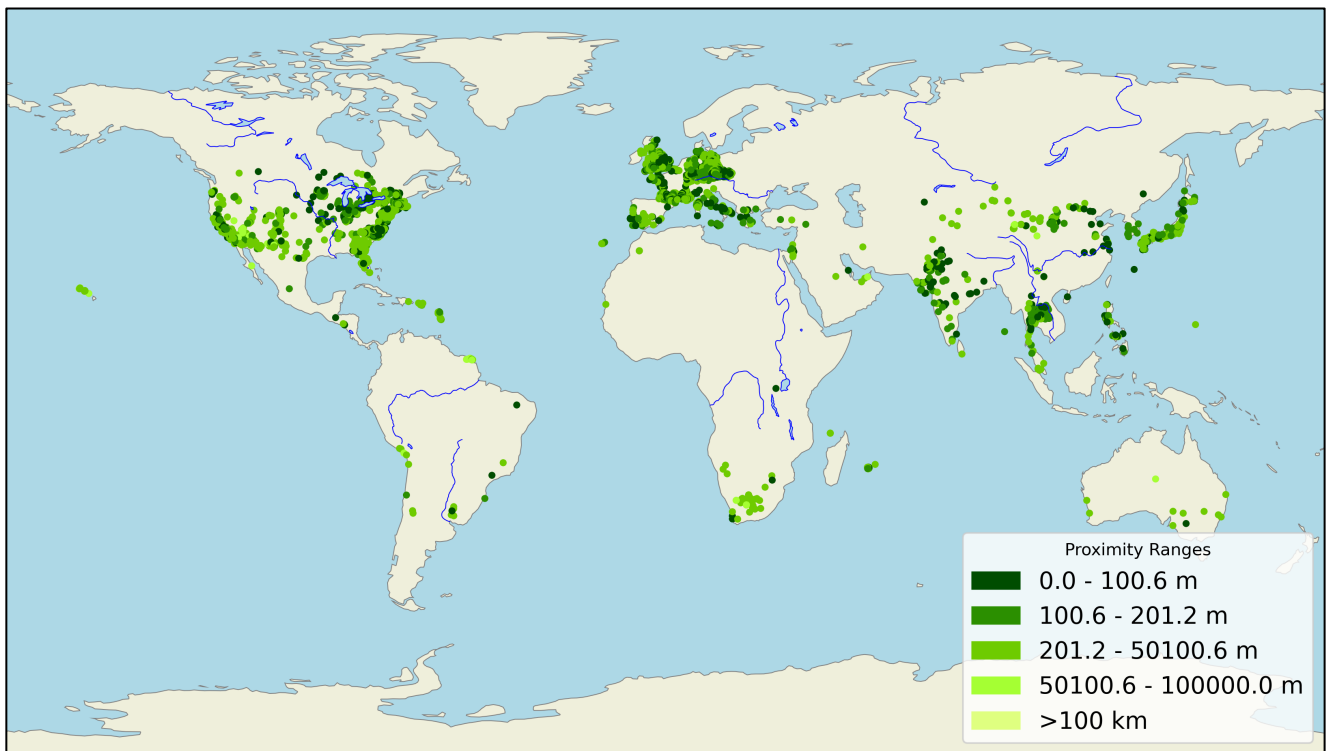 Proximity Ranges
0.0 - 100.6 m
100.6 - 201.2 m
201.2 - 50100.6 m
50100.6 - 100000.0 m
>100 km